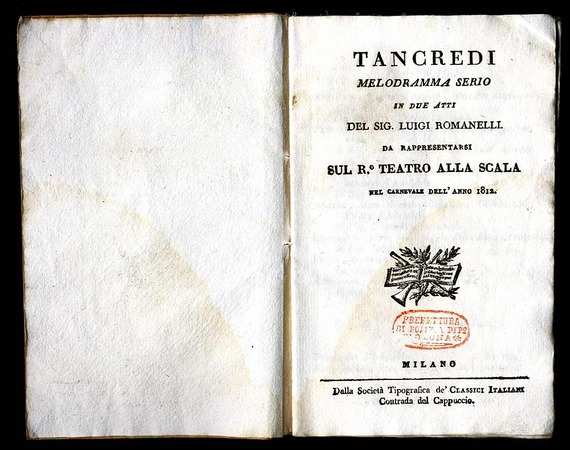 TANCREDI
MELODRAMMA SERIO
IN DUE ATTI
DEL SIG. LUIGI ROMANELLI.
DA RAPPRESENTARSI
SUL R.º TEATRO ALLA SCALA
NEL CARNEVALE DELL' ANNO 1812.
PREFETTURA
MILANO
Dalla Società Tipografica de' CLASSICI ITALIANI
Contrada del Cappuccio.